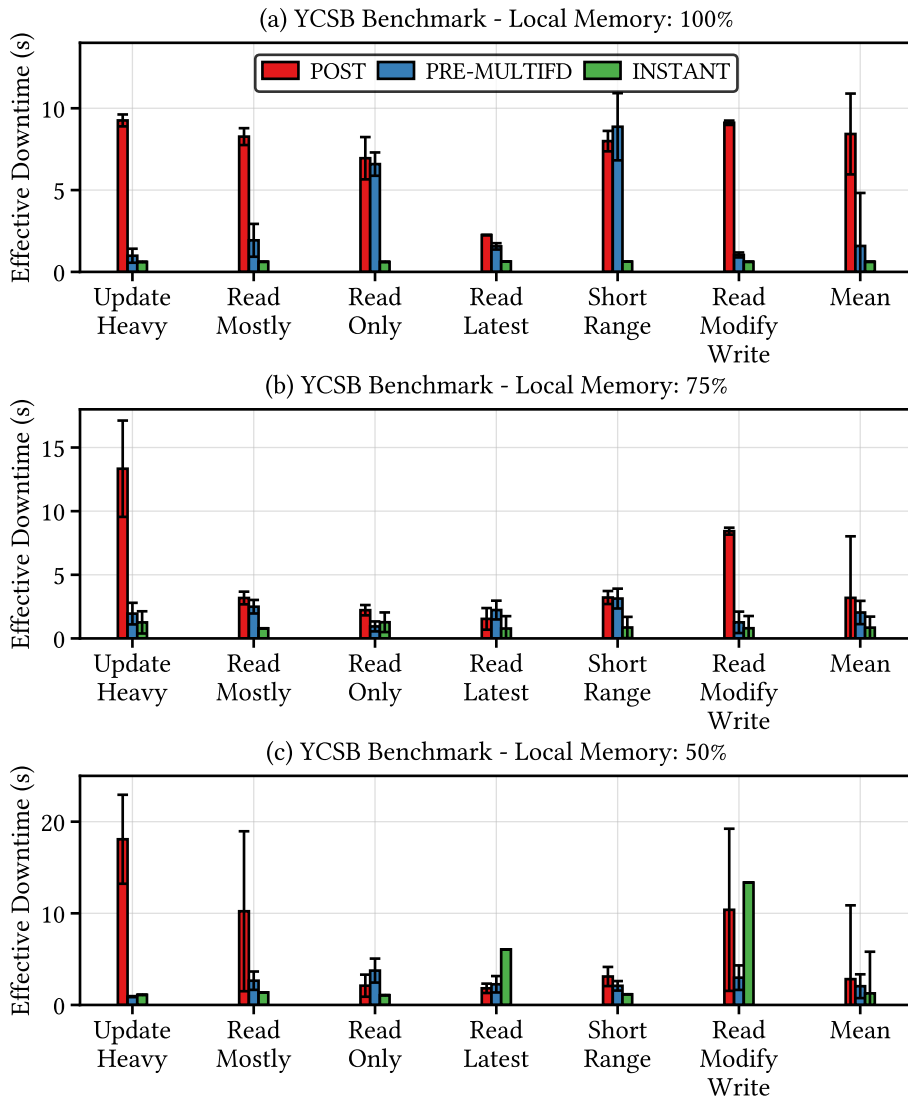 (a) YCSB Benchmark - Local Memory: 100%
POST PRE-MULTIFD INSTANT
Effective Downtime (s)
10
5
0
Update Heavy
Read Mostly
Read Only
Read Latest
Short Range
Read Modify Write
Mean
(b) YCSB Benchmark - Local Memory: 75%
Effective Downtime (s)
15
10
5
0
Update Heavy
Read Mostly
Read Only
Read Latest
Short Range
Read Modify Write
Mean
(c) YCSB Benchmark - Local Memory: 50%
Effective Downtime (s)
20
10
0
Update Heavy
Read Mostly
Read Only
Read Latest
Short Range
Read Modify Write
Mean